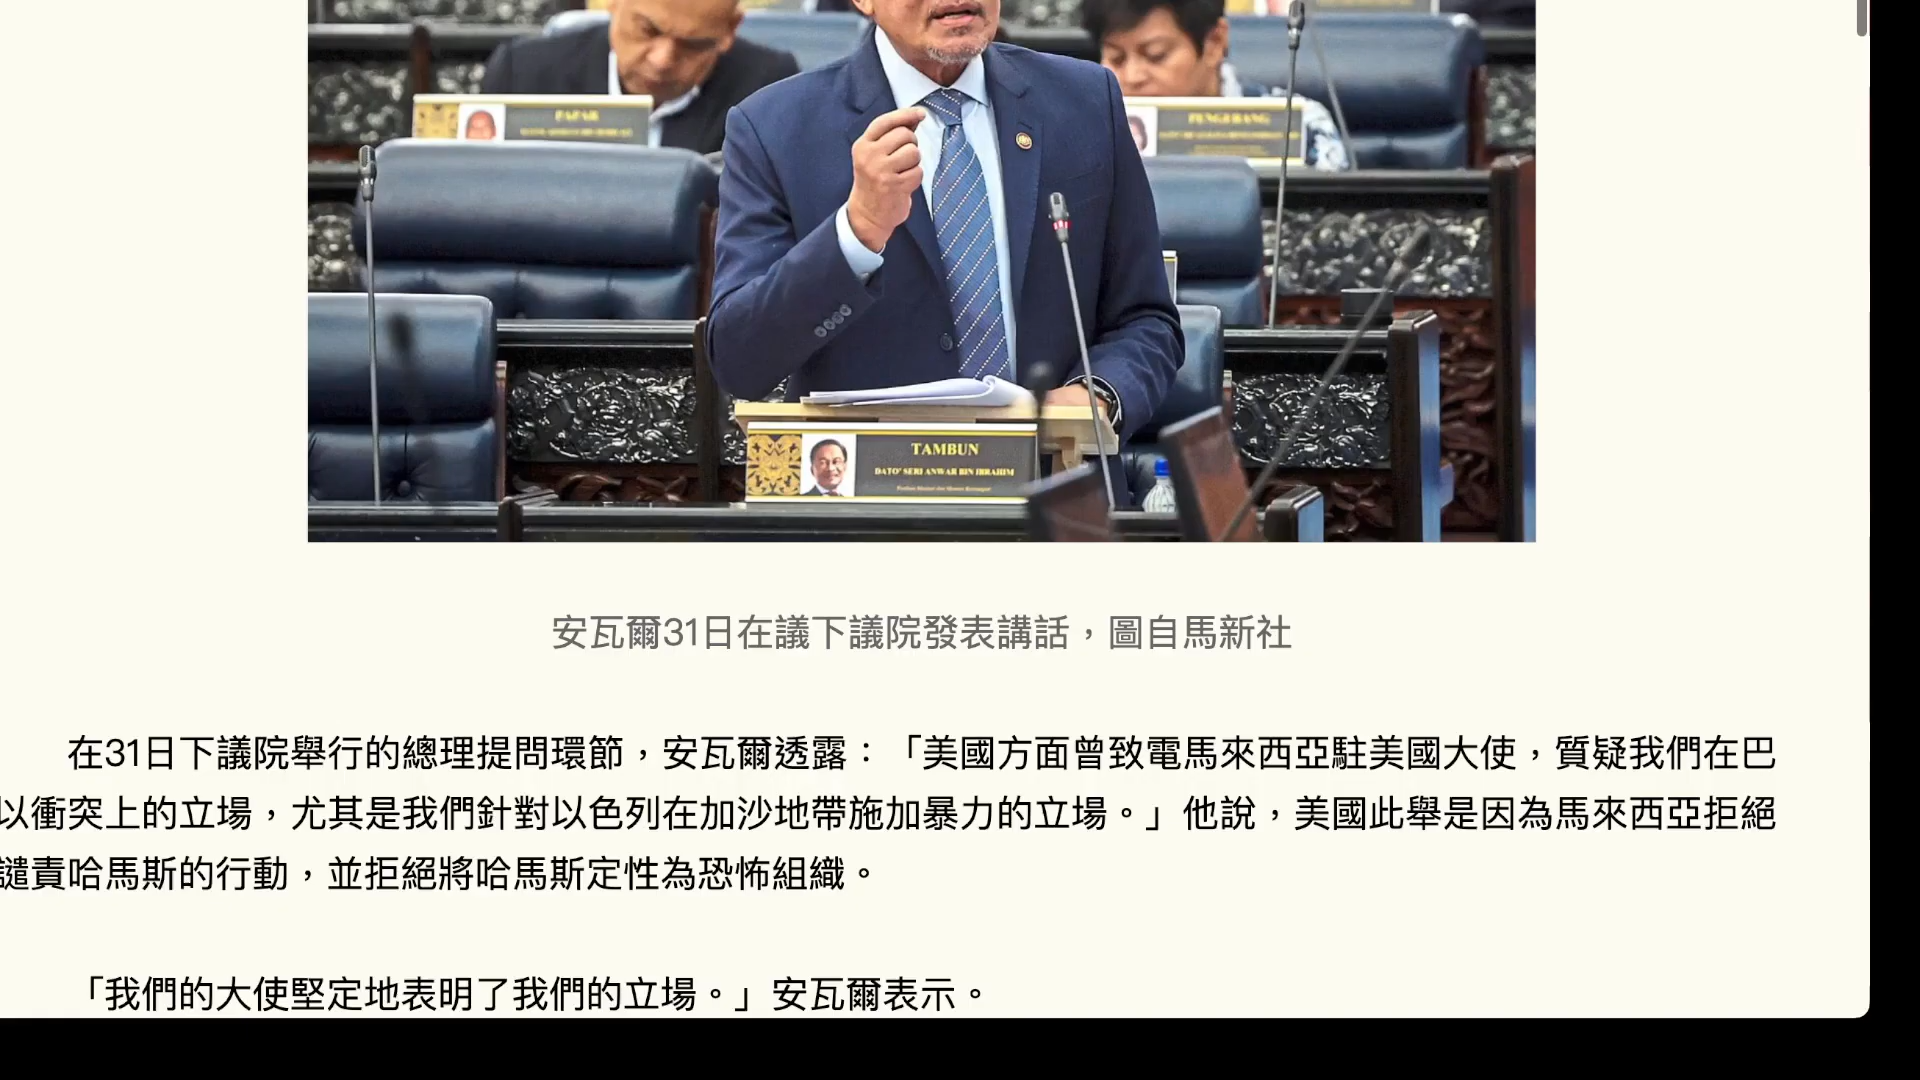 PAPAR
PENGERANG
TAMBUN
DATO' SERI ANWAR BIN IBRAHIM
安瓦爾31日在議下議院發表講話，圖自馬新社
在31日下議院舉行的總理提問環節，安瓦爾透露：「美國方面曾致電馬來西亞駐美國大使，質疑我們在巴
以衝突上的立場，尤其是我們針對以色列在加沙地帶施加暴力的立場。」他說，美國此舉是因為馬來西亞拒絕
譴責哈馬斯的行動，並拒絕將哈馬斯定性為恐怖組織。
「我們的大使堅定地表明了我們的立場。」安瓦爾表示。